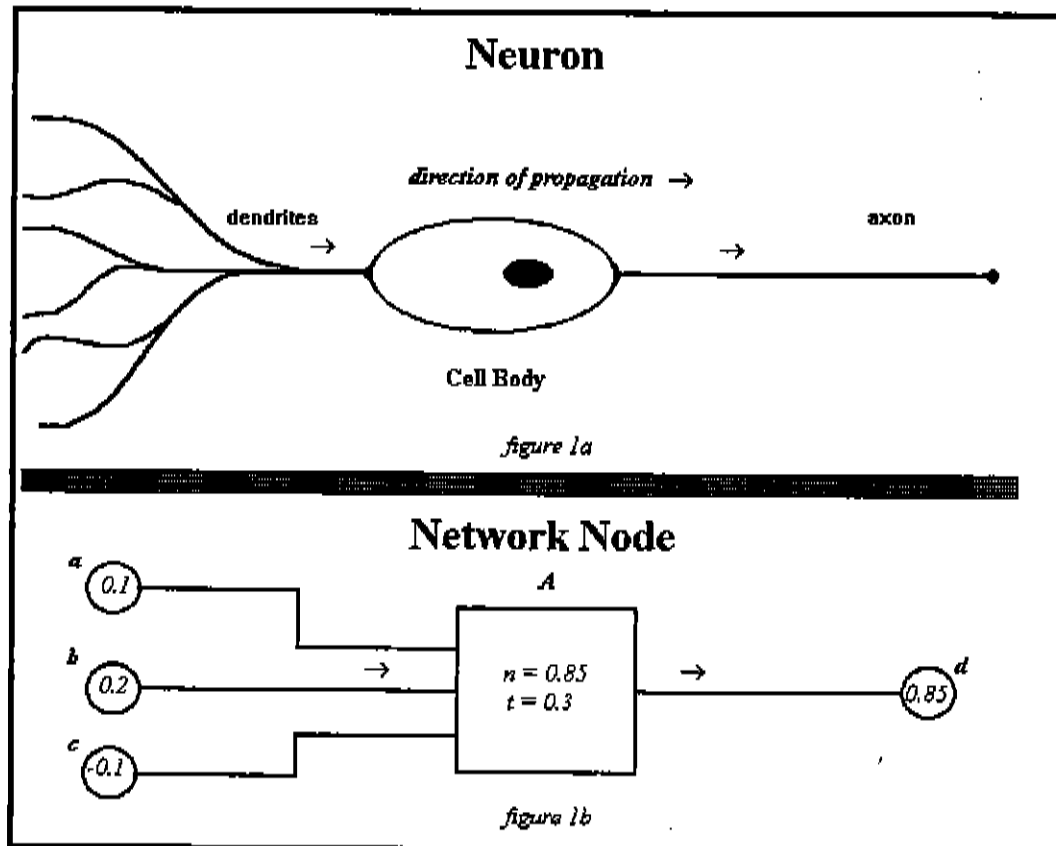 Neuron
direction of propagation →
dendrites
→
→
axon
Cell Body
figure 1a
Network Node
a
0.1
A
b
0.2
→
n = 0.85
t = 0.3
→
d
0.85
c
-0.1
figure 1b